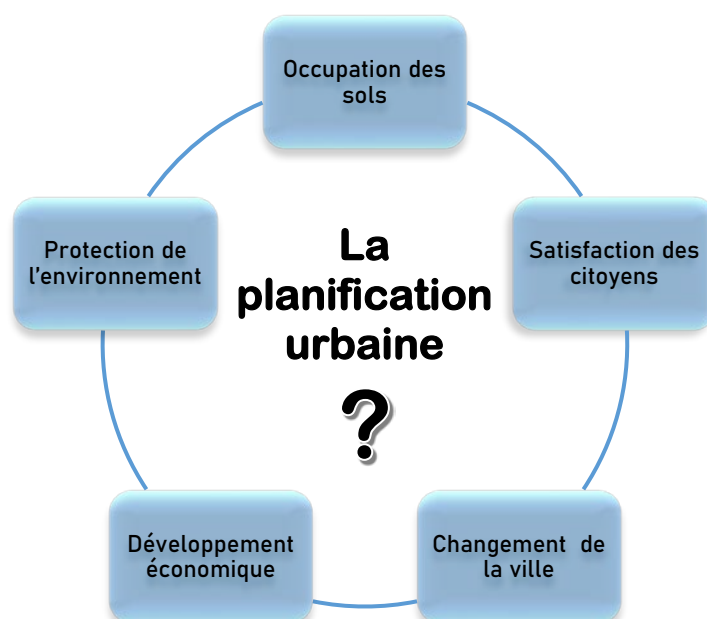 Occupation des
sols
Protection de
l'environnement
La
planification
urbaine
?
Satisfaction des
citoyens
Développement
économique
Changement de
la ville